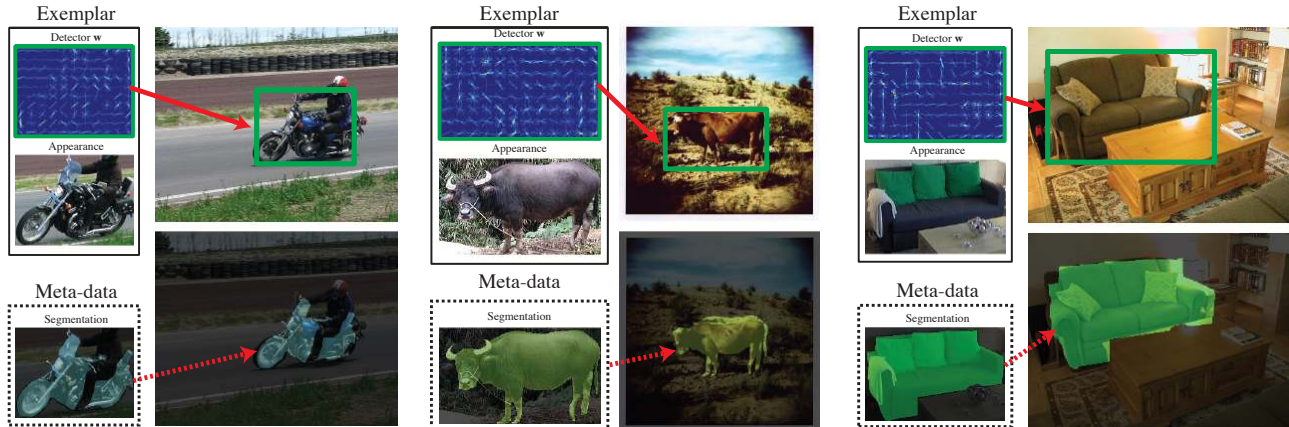 Exemplar
Detector w
Appearance
Meta-data
Segmentation
Exemplar
Detector w
Appearance
Meta-data
Segmentation
Exemplar
Detector w
Appearance
Meta-data
Segmentation